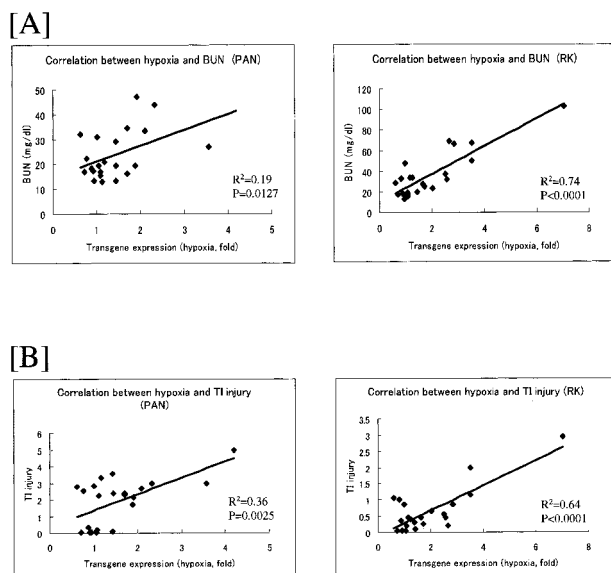 [A]
Correlation between hypoxia and BUN (PAN)
BUN (mg/dl)
50
40
30
20
10
0
0 1 2 3 4 5
R²=0.19
P=0.0127
Transgene expression (hypoxia, fold)
Correlation between hypoxia and BUN (RK)
BUN (mg/dl)
120
100
80
60
40
20
0
0 2 4 6 8
R²=0.74
P<0.0001
Transgene expression (hypoxia, fold)
[B]
Correlation between hypoxia and TI injury
(PAN)
TI injury
6
5
4
3
2
1
0
0 1 2 3 4 5
R²=0.36
P=0.0025
Transgene expression (hypoxia, fold)
Correlation between hypoxia and TI injury (RK)
TI injury
3.5
3
2.5
2
1.5
1
0.5
0
0 2 4 6 8
R²=0.64
P<0.0001
Transgene expression (hypoxia, fold)